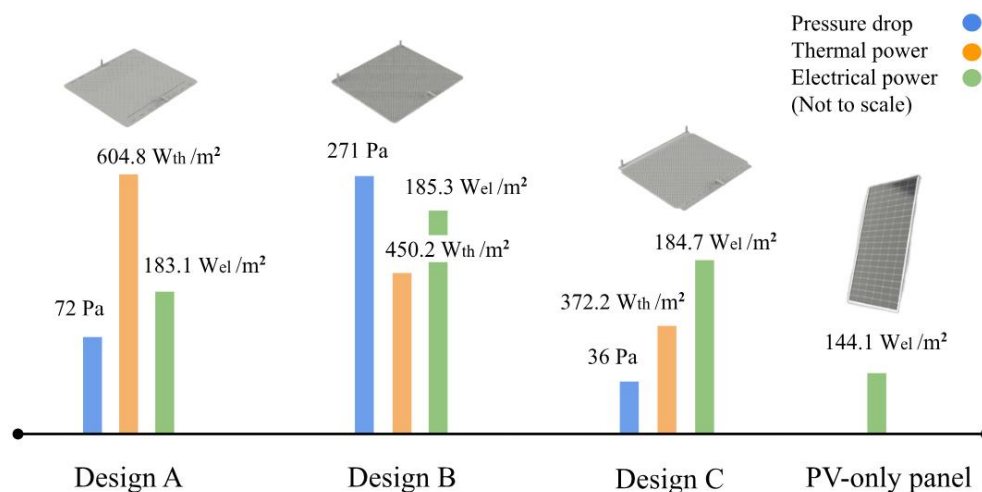 Pressure drop
Thermal power
Electrical power
(Not to scale)
604.8 Wth/m²
183.1 Wel/m²
72 Pa
271 Pa
185.3 Wel/m²
450.2 Wth/m²
184.7 Wel/m²
372.2 Wth/m²
36 Pa
144.1 Wel/m²
Design A
Design B
Design C
PV-only panel